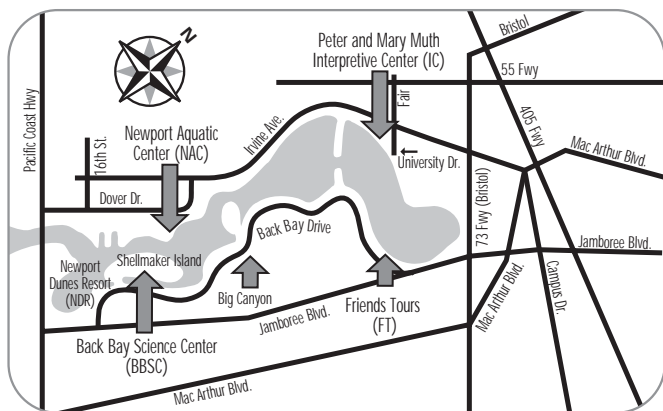 N
Bristol
Peter and Mary Muth
Interpretive Center (IC)
55 Fwy
Pacific Coast Hwy
16th St.
Newport Aquatic
Center (NAC)
Irvine Ave.
Fair
405 Fwy
Mac Arthur Blvd.
University Dr.
Dover Dr.
73 Fwy (Bristol)
Back Bay Drive
Newport
Dunes Resort
(NDR)
Shellmaker Island
Jamboree Blvd.
Mac Arthur Blvd.
Campus Dr.
Big Canyon
Friends Tours
(FT)
Jamboree Blvd.
Back Bay Science Center
(BBSC)
Mac Arthur Blvd.